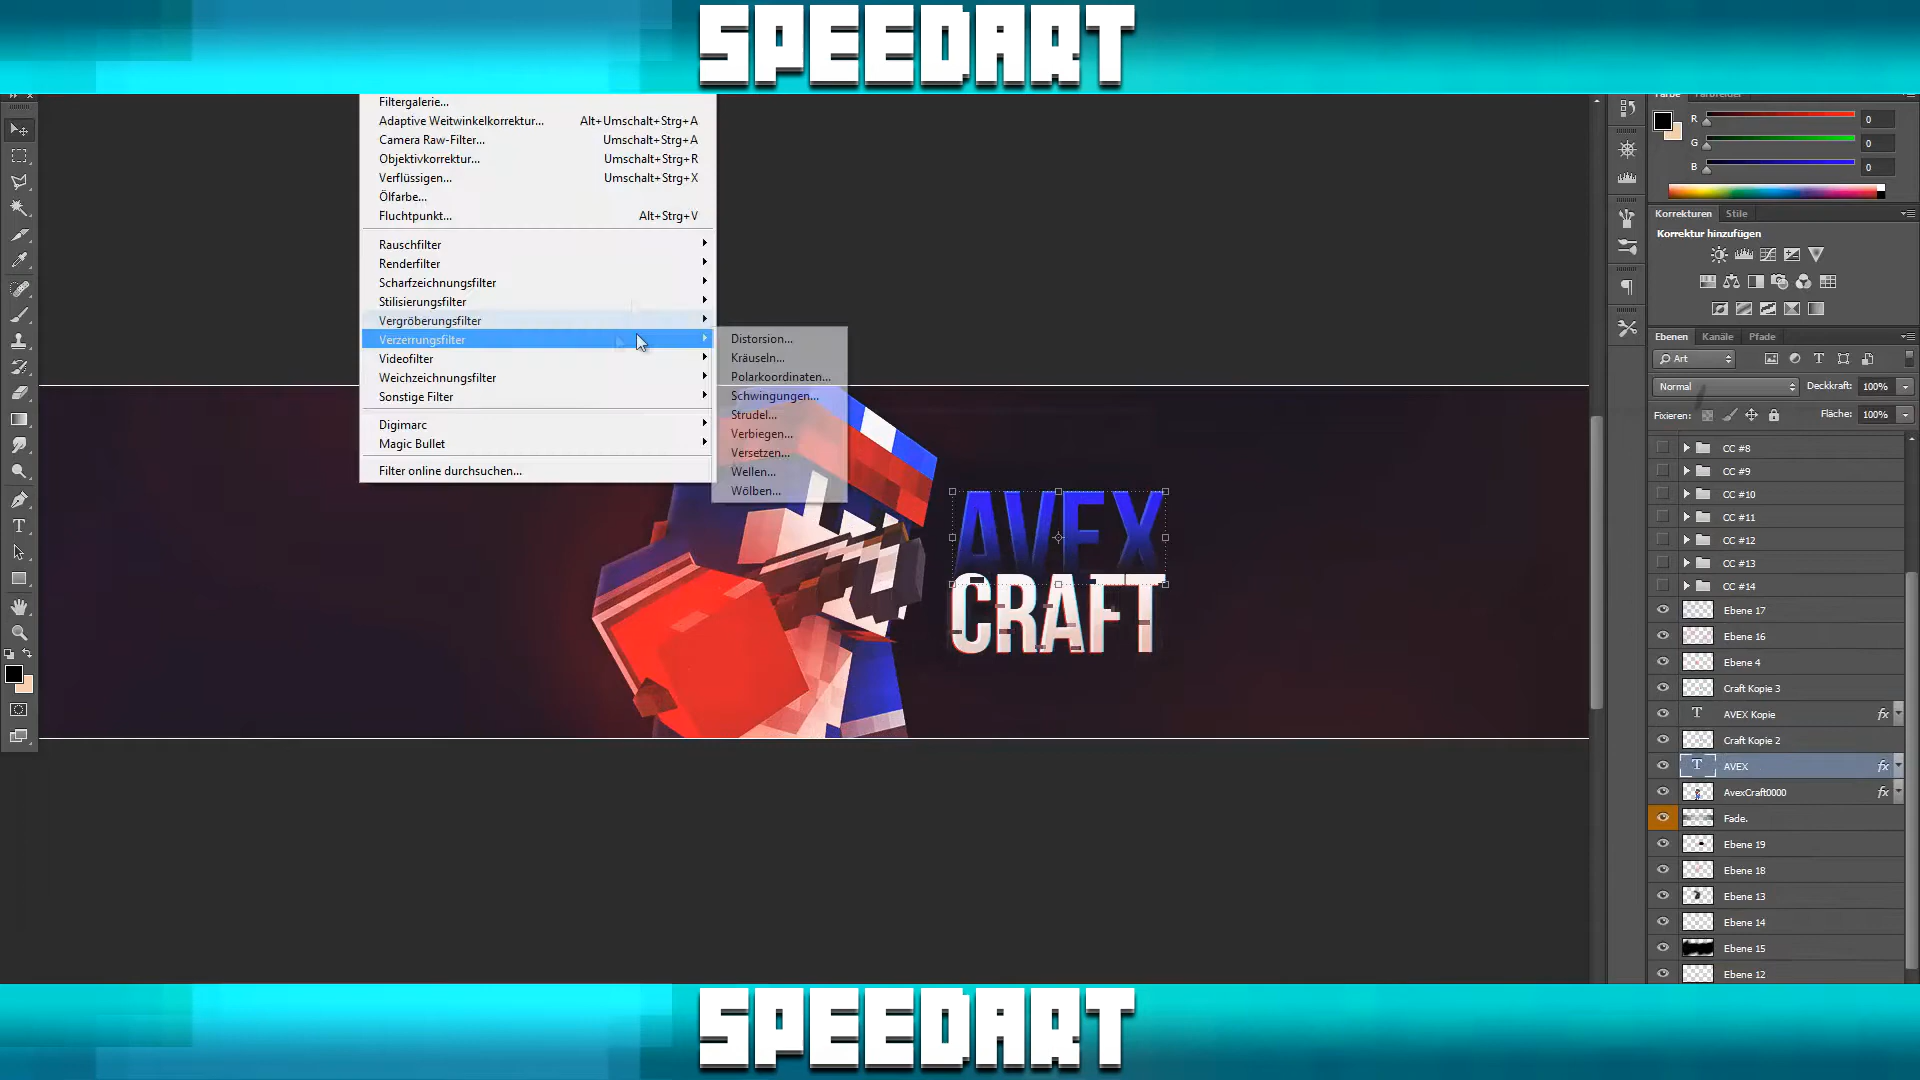 SPEEDART
Filtergalerie...
Adaptive Weitwinkelkorrektur... Alt+Umschalt+Strg+A
Camera Raw-Filter... Umschalt+Strg+A
Objektivkorrektur... Umschalt+Strg+R
Verflüssigen... Umschalt+Strg+X
Ölfarbe...
Fluchtpunkt... Alt+Strg+V
Rauschfilter
Renderfilter
Scharfzeichnungsfilter
Stilisierungsfilter
Vergröberungsfilter
Verzerrungsfilter
Videofilter
Weichzeichnungsfilter
Sonstige Filter
Digimarc
Magic Bullet
Filter online durchsuchen...
Distorsion...
Kräuseln...
Polarkoordinaten...
Schwingungen...
Strudel...
Verbiegen...
Versetzen...
Wellen...
Wölben...
AVEX
CRAFT
Farbe Farbfelder
R 0
G 0
B 0
Korrekturen Stile
Korrektur hinzufügen
Ebenen Kanäle Pfade
Art
Normal Deckkraft: 100%
Fixieren: Fläche: 100%
CC #8
CC #9
CC #10
CC #11
CC #12
CC #13
CC #14
Ebene 17
Ebene 16
Ebene 4
Craft Kopie 3
AVEX Kopie fx
Craft Kopie 2
AVEX fx
AvexCraft0000 fx
Fade.
Ebene 19
Ebene 18
Ebene 13
Ebene 14
Ebene 15
Ebene 12
SPEEDART